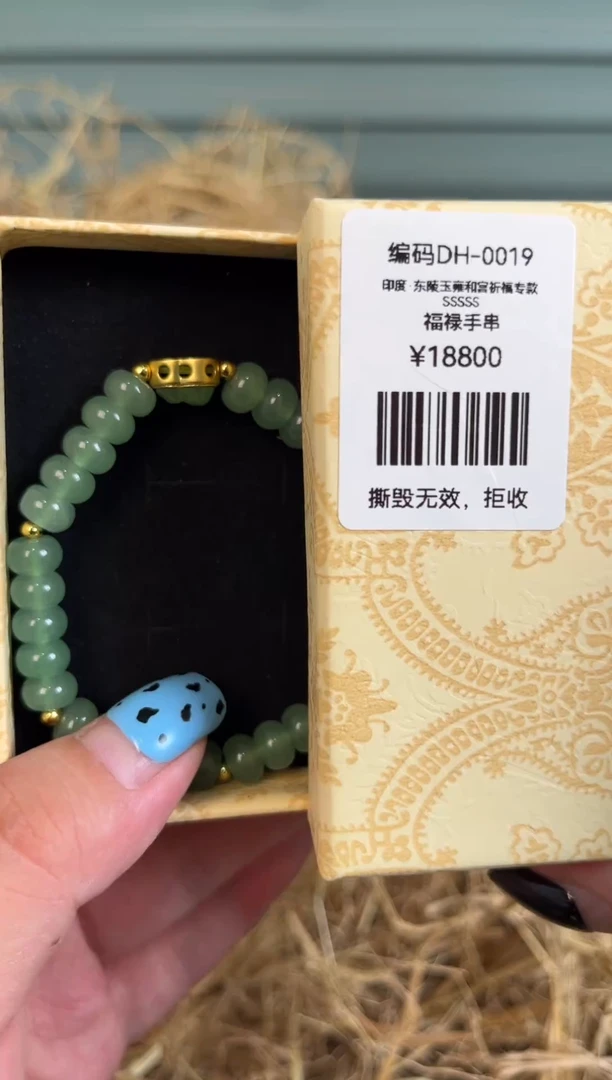 编码DH-0019
印度·东陵玉雍和宫祈福专款
SSSSS
福禄手串
¥18800
撕毁无效，拒收